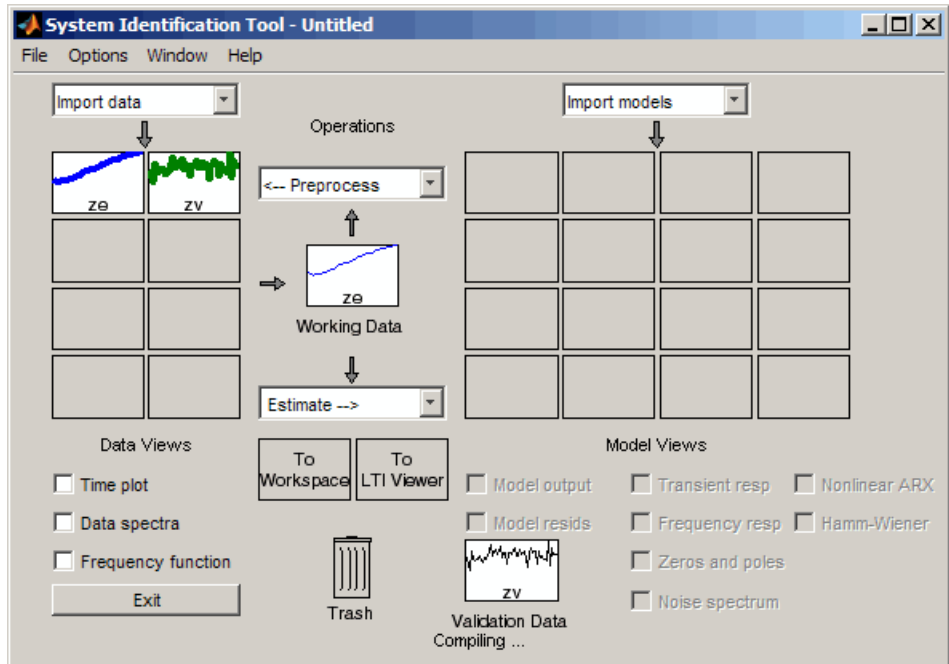 System Identification Tool - Untitled
File Options Window Help
Import data
Import models
Operations
ze
zv
<-- Preprocess
ze
Working Data
Estimate -->
Data Views
To Workspace
To LTI Viewer
Model Views
Time plot
Data spectra
Frequency function
Exit
Trash
Model output
Transient resp
Nonlinear ARX
Model resids
Frequency resp
Hamm-Wiener
Zeros and poles
Noise spectrum
zv
Validation Data
Compiling ...